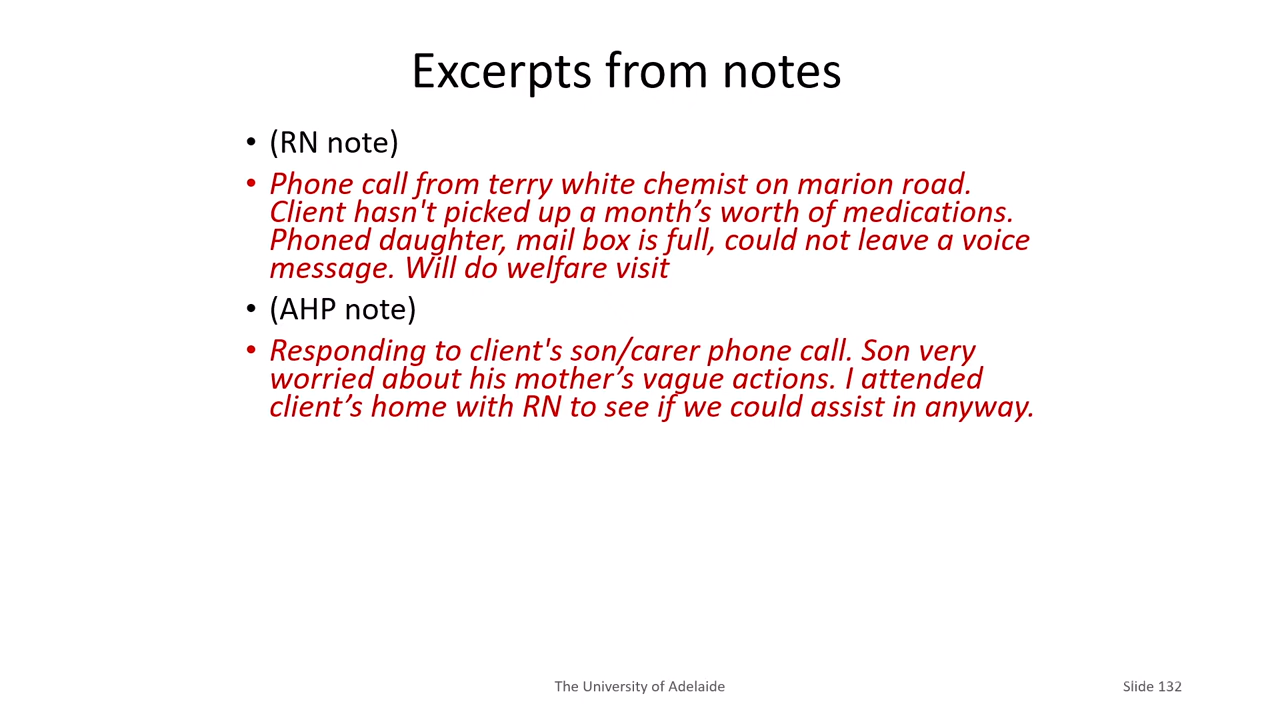 Excerpts from notes
• (RN note)
• Phone call from terry white chemist on marion road.
Client hasn't picked up a month’s worth of medications.
Phoned daughter, mail box is full, could not leave a voice
message. Will do welfare visit
• (AHP note)
• Responding to client's son/carer phone call. Son very
worried about his mother’s vague actions. I attended
client’s home with RN to see if we could assist in anyway.
The University of Adelaide
Slide 132